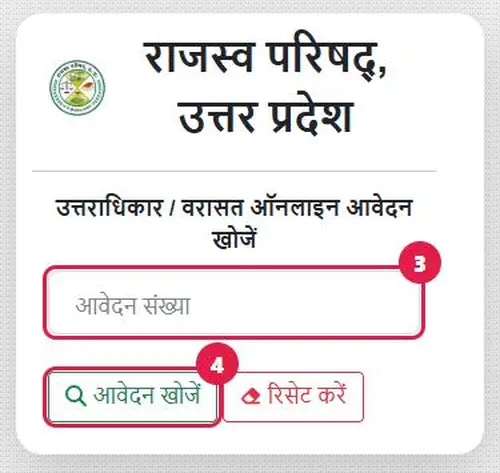 राजस्व परिषद्,
उत्तर प्रदेश
उत्तराधिकार / वरासत ऑनलाइन आवेदन
खोजें
3
आवेदन संख्या
4
आवेदन खोजें रिसेट करें